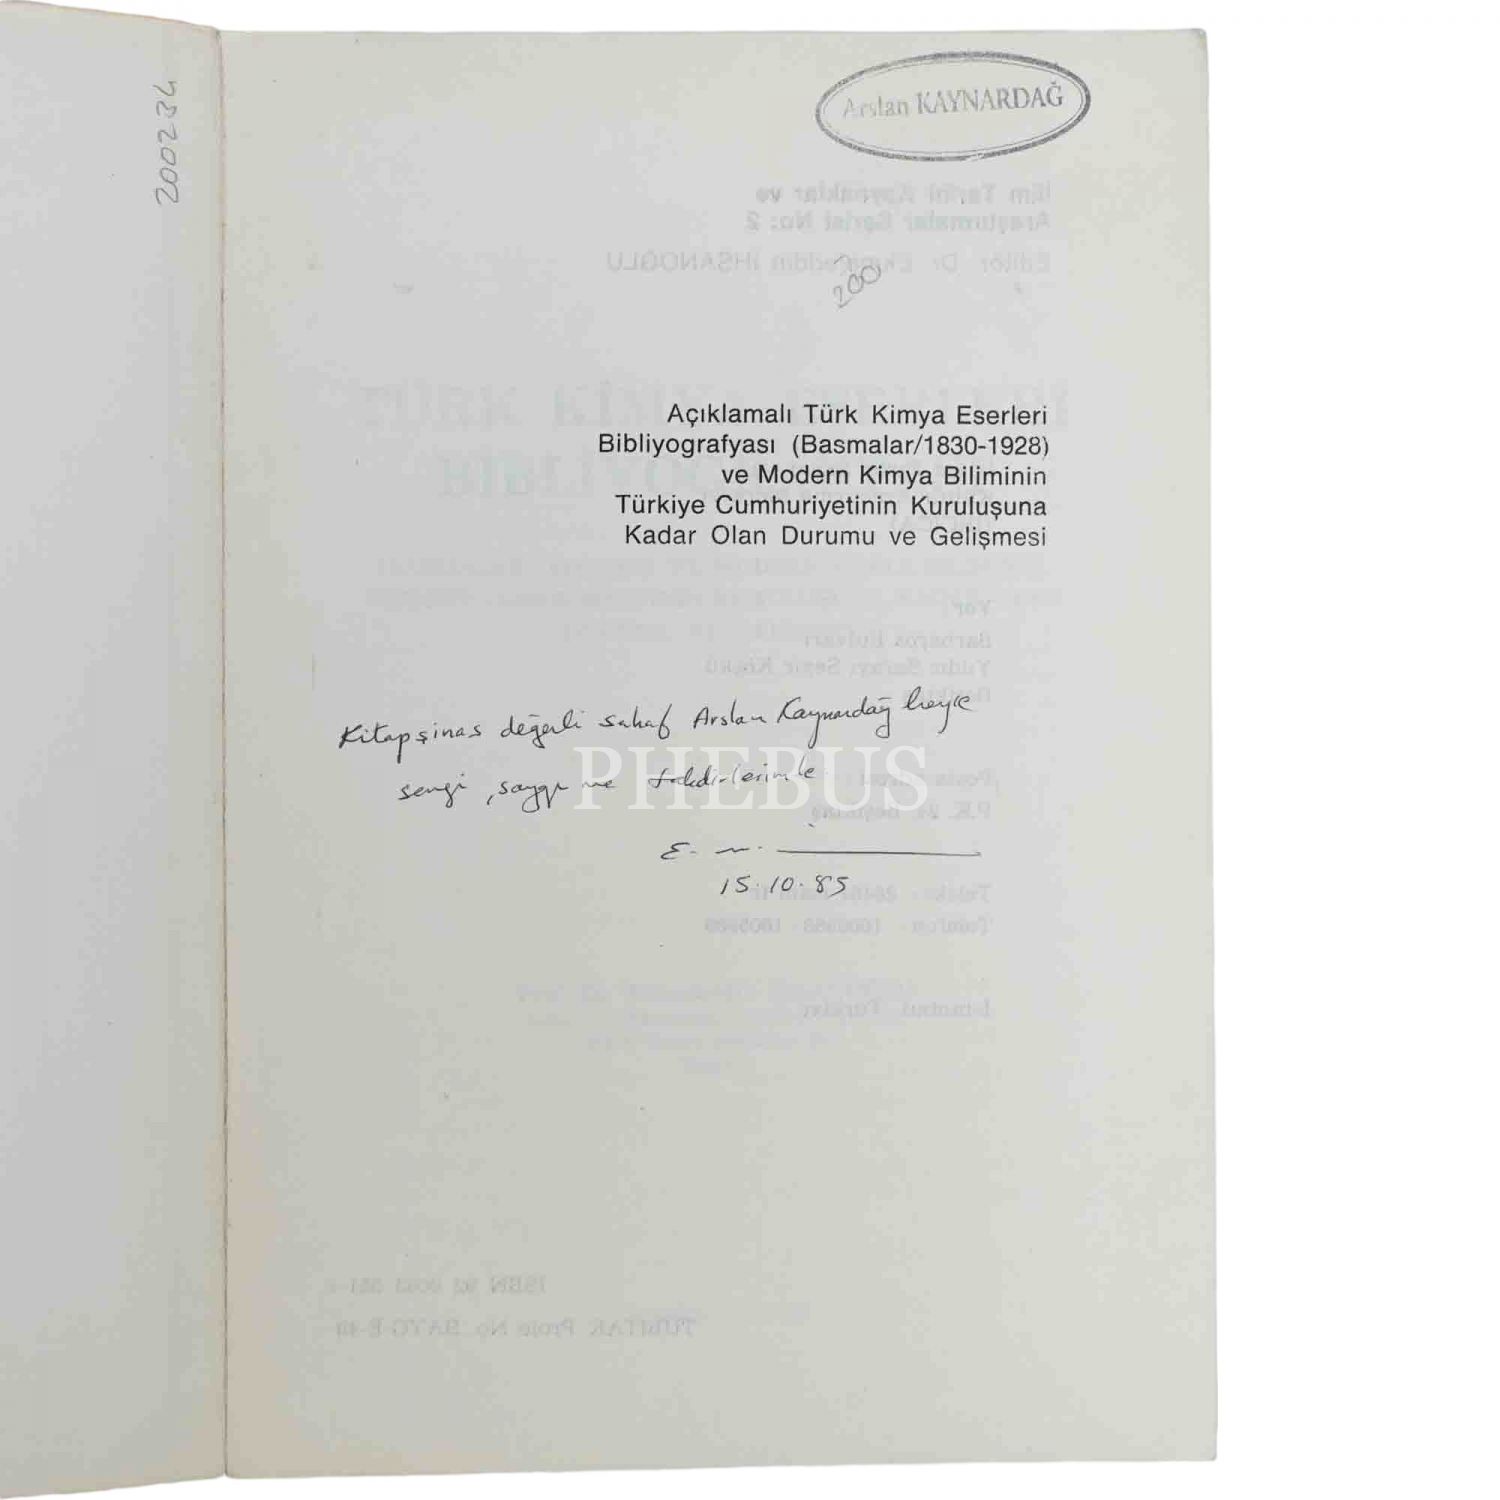 200234
Arslan KAYNARDAĞ
200
Açıklamalı Türk Kimya Eserleri
Bibliyografyası (Basmalar/1830-1928)
ve Modern Kimya Biliminin
Türkiye Cumhuriyetinin Kuruluşuna
Kadar Olan Durumu ve Gelişmesi
Kitapşinas değerli sahaf Arslan Kaynardağ beye
sevgi, saygı ve takdirlerimle
PHEBUS
15.10.85